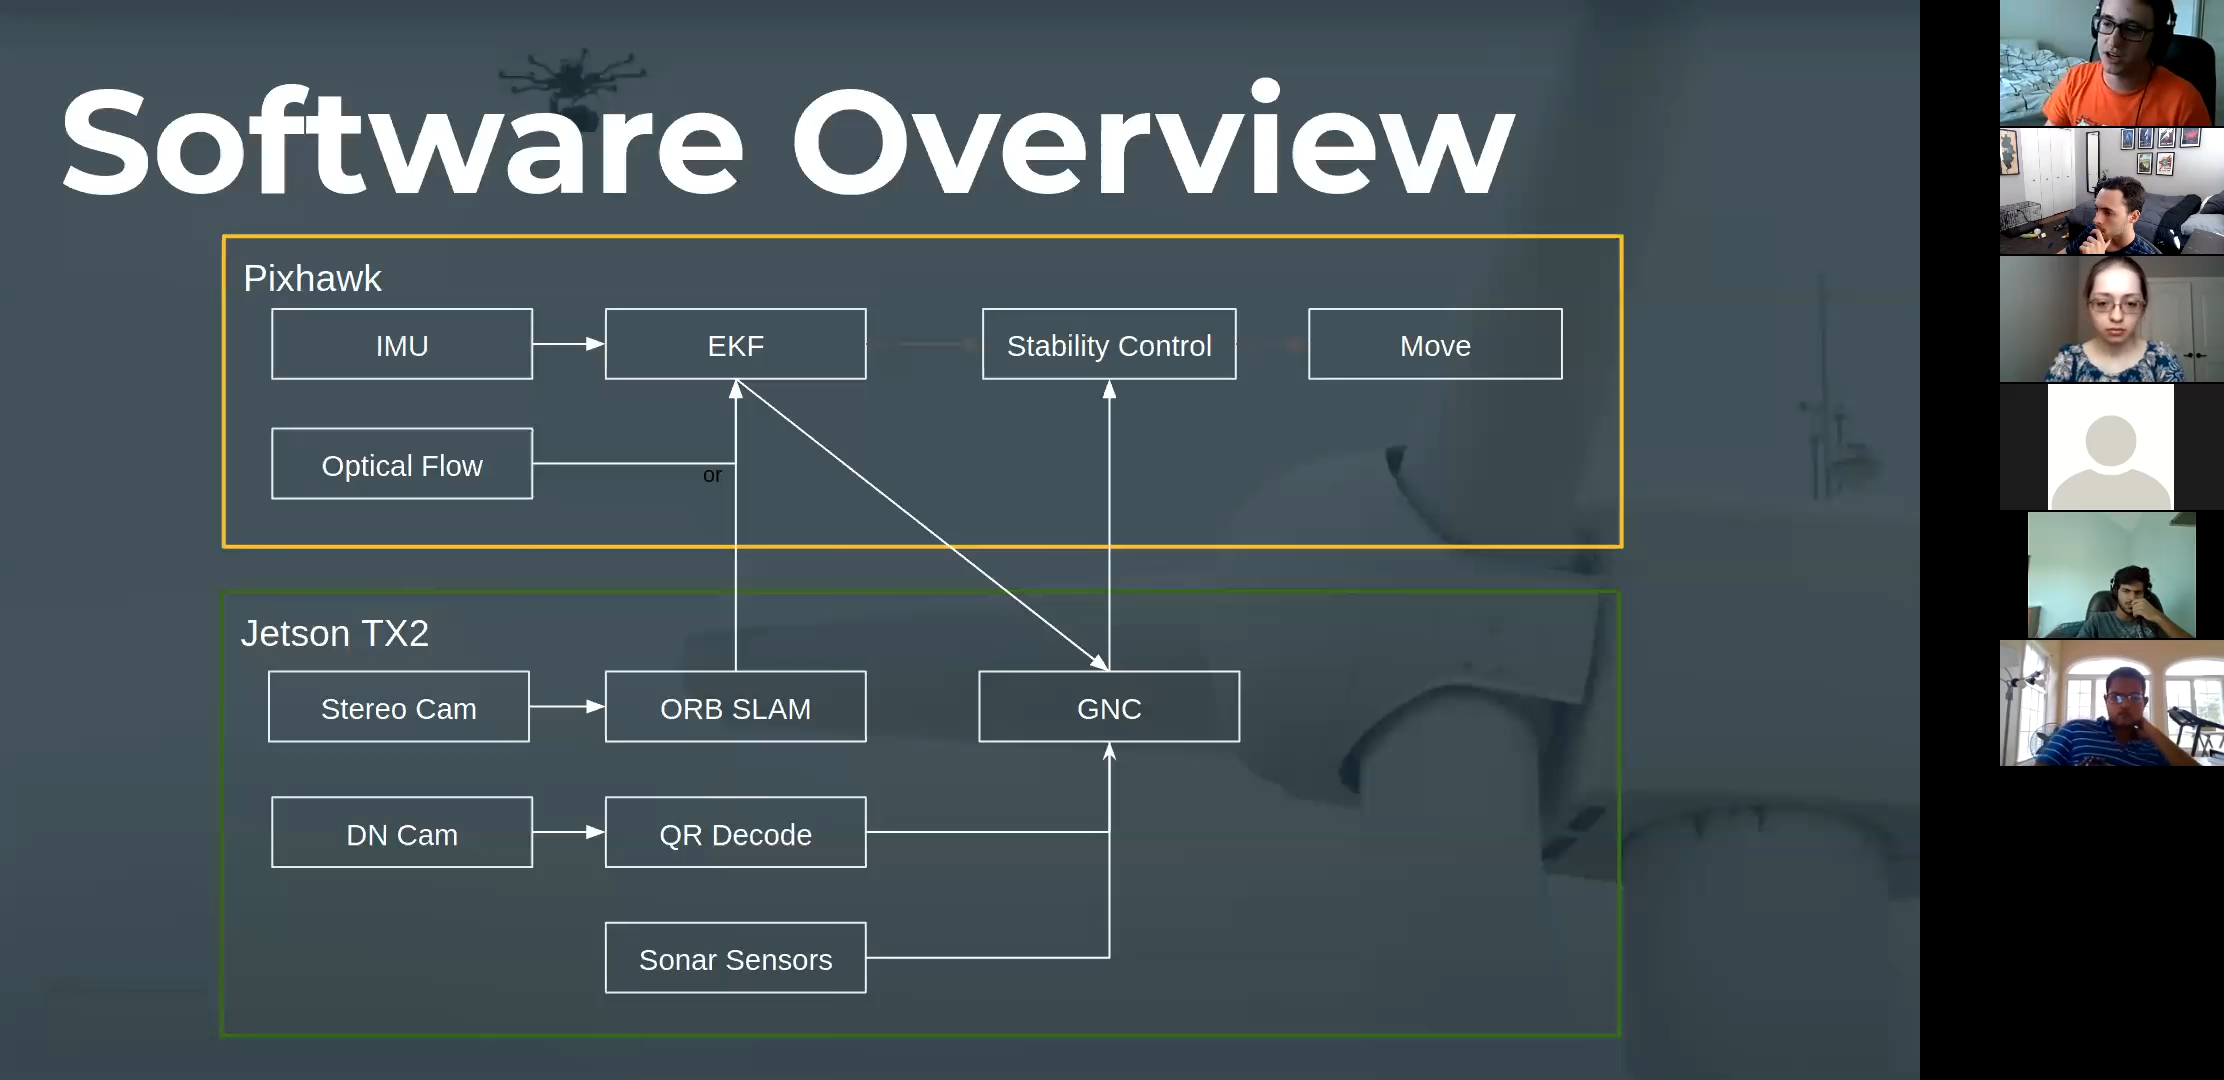 Software Overview
Pixhawk
IMU
EKF
Stability Control
Move
Optical Flow
or
Jetson TX2
Stereo Cam
ORB SLAM
GNC
DN Cam
QR Decode
Sonar Sensors